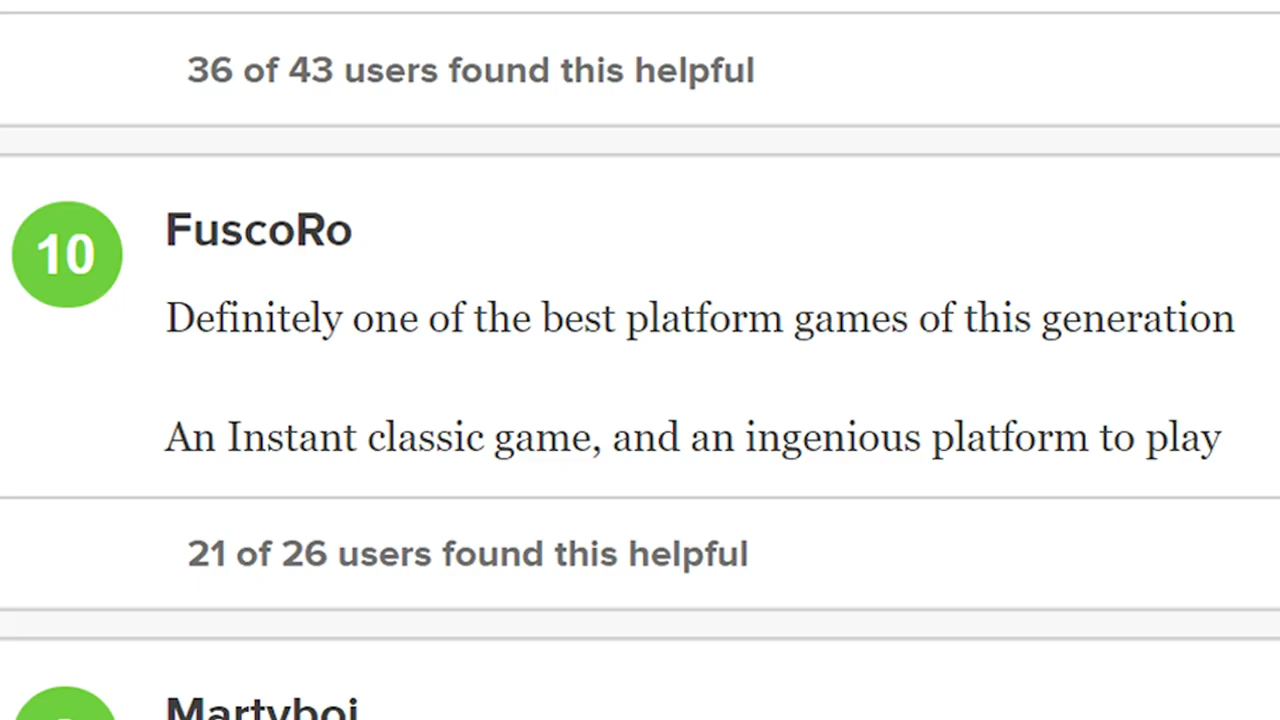 36 of 43 users found this helpful
10
FuscoRo
Definitely one of the best platform games of this generation
An Instant classic game, and an ingenious platform to play
21 of 26 users found this helpful
Martyboi